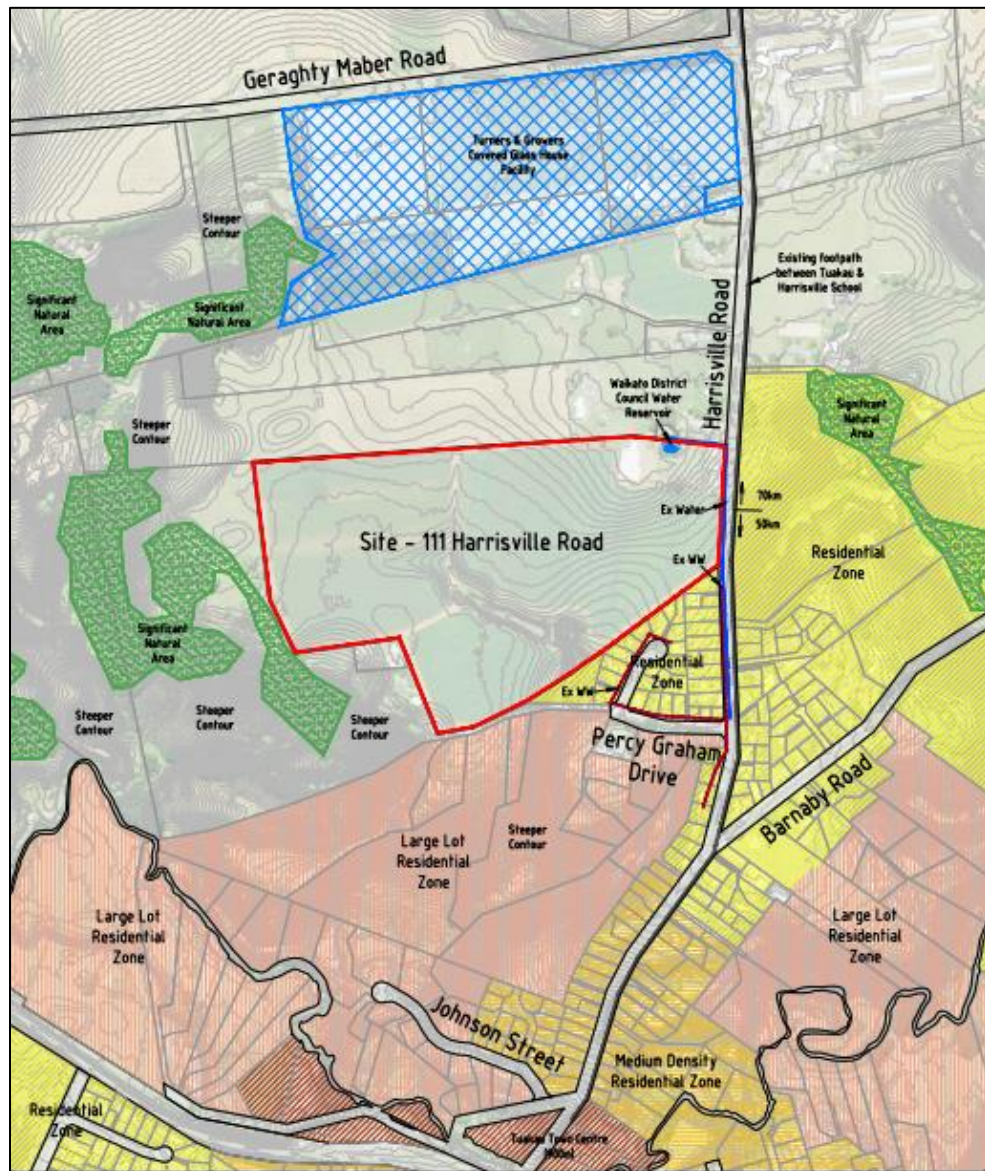 Geraghty Maber Road
Turners & Growers
Covered Glass House
Facility
Steeper
Contour
Existing footpath
between Tuakau &
Harrisville School
Significant
Natural
Area
Significant
Natural Area
Harrisville Road
Waikato District
Council Water
Reservoir
Significant
Natural
Area
Steeper
Contour
70km
Ex Water
50km
Site - 111 Harrisville Road
Ex WW
Residential
Zone
Significant
Natural
Area
Residential
Zone
Ex WW
Steeper
Contour
Steeper
Contour
Steeper
Contour
Percy Graham
Drive
Barnaby Road
Large Lot
Residential
Zone
Steeper
Contour
Large Lot
Residential
Zone
Large Lot
Residential
Zone
Johnson Street
Medium Density
Residential Zone
Residential
Zone
Tuakau Town Centre